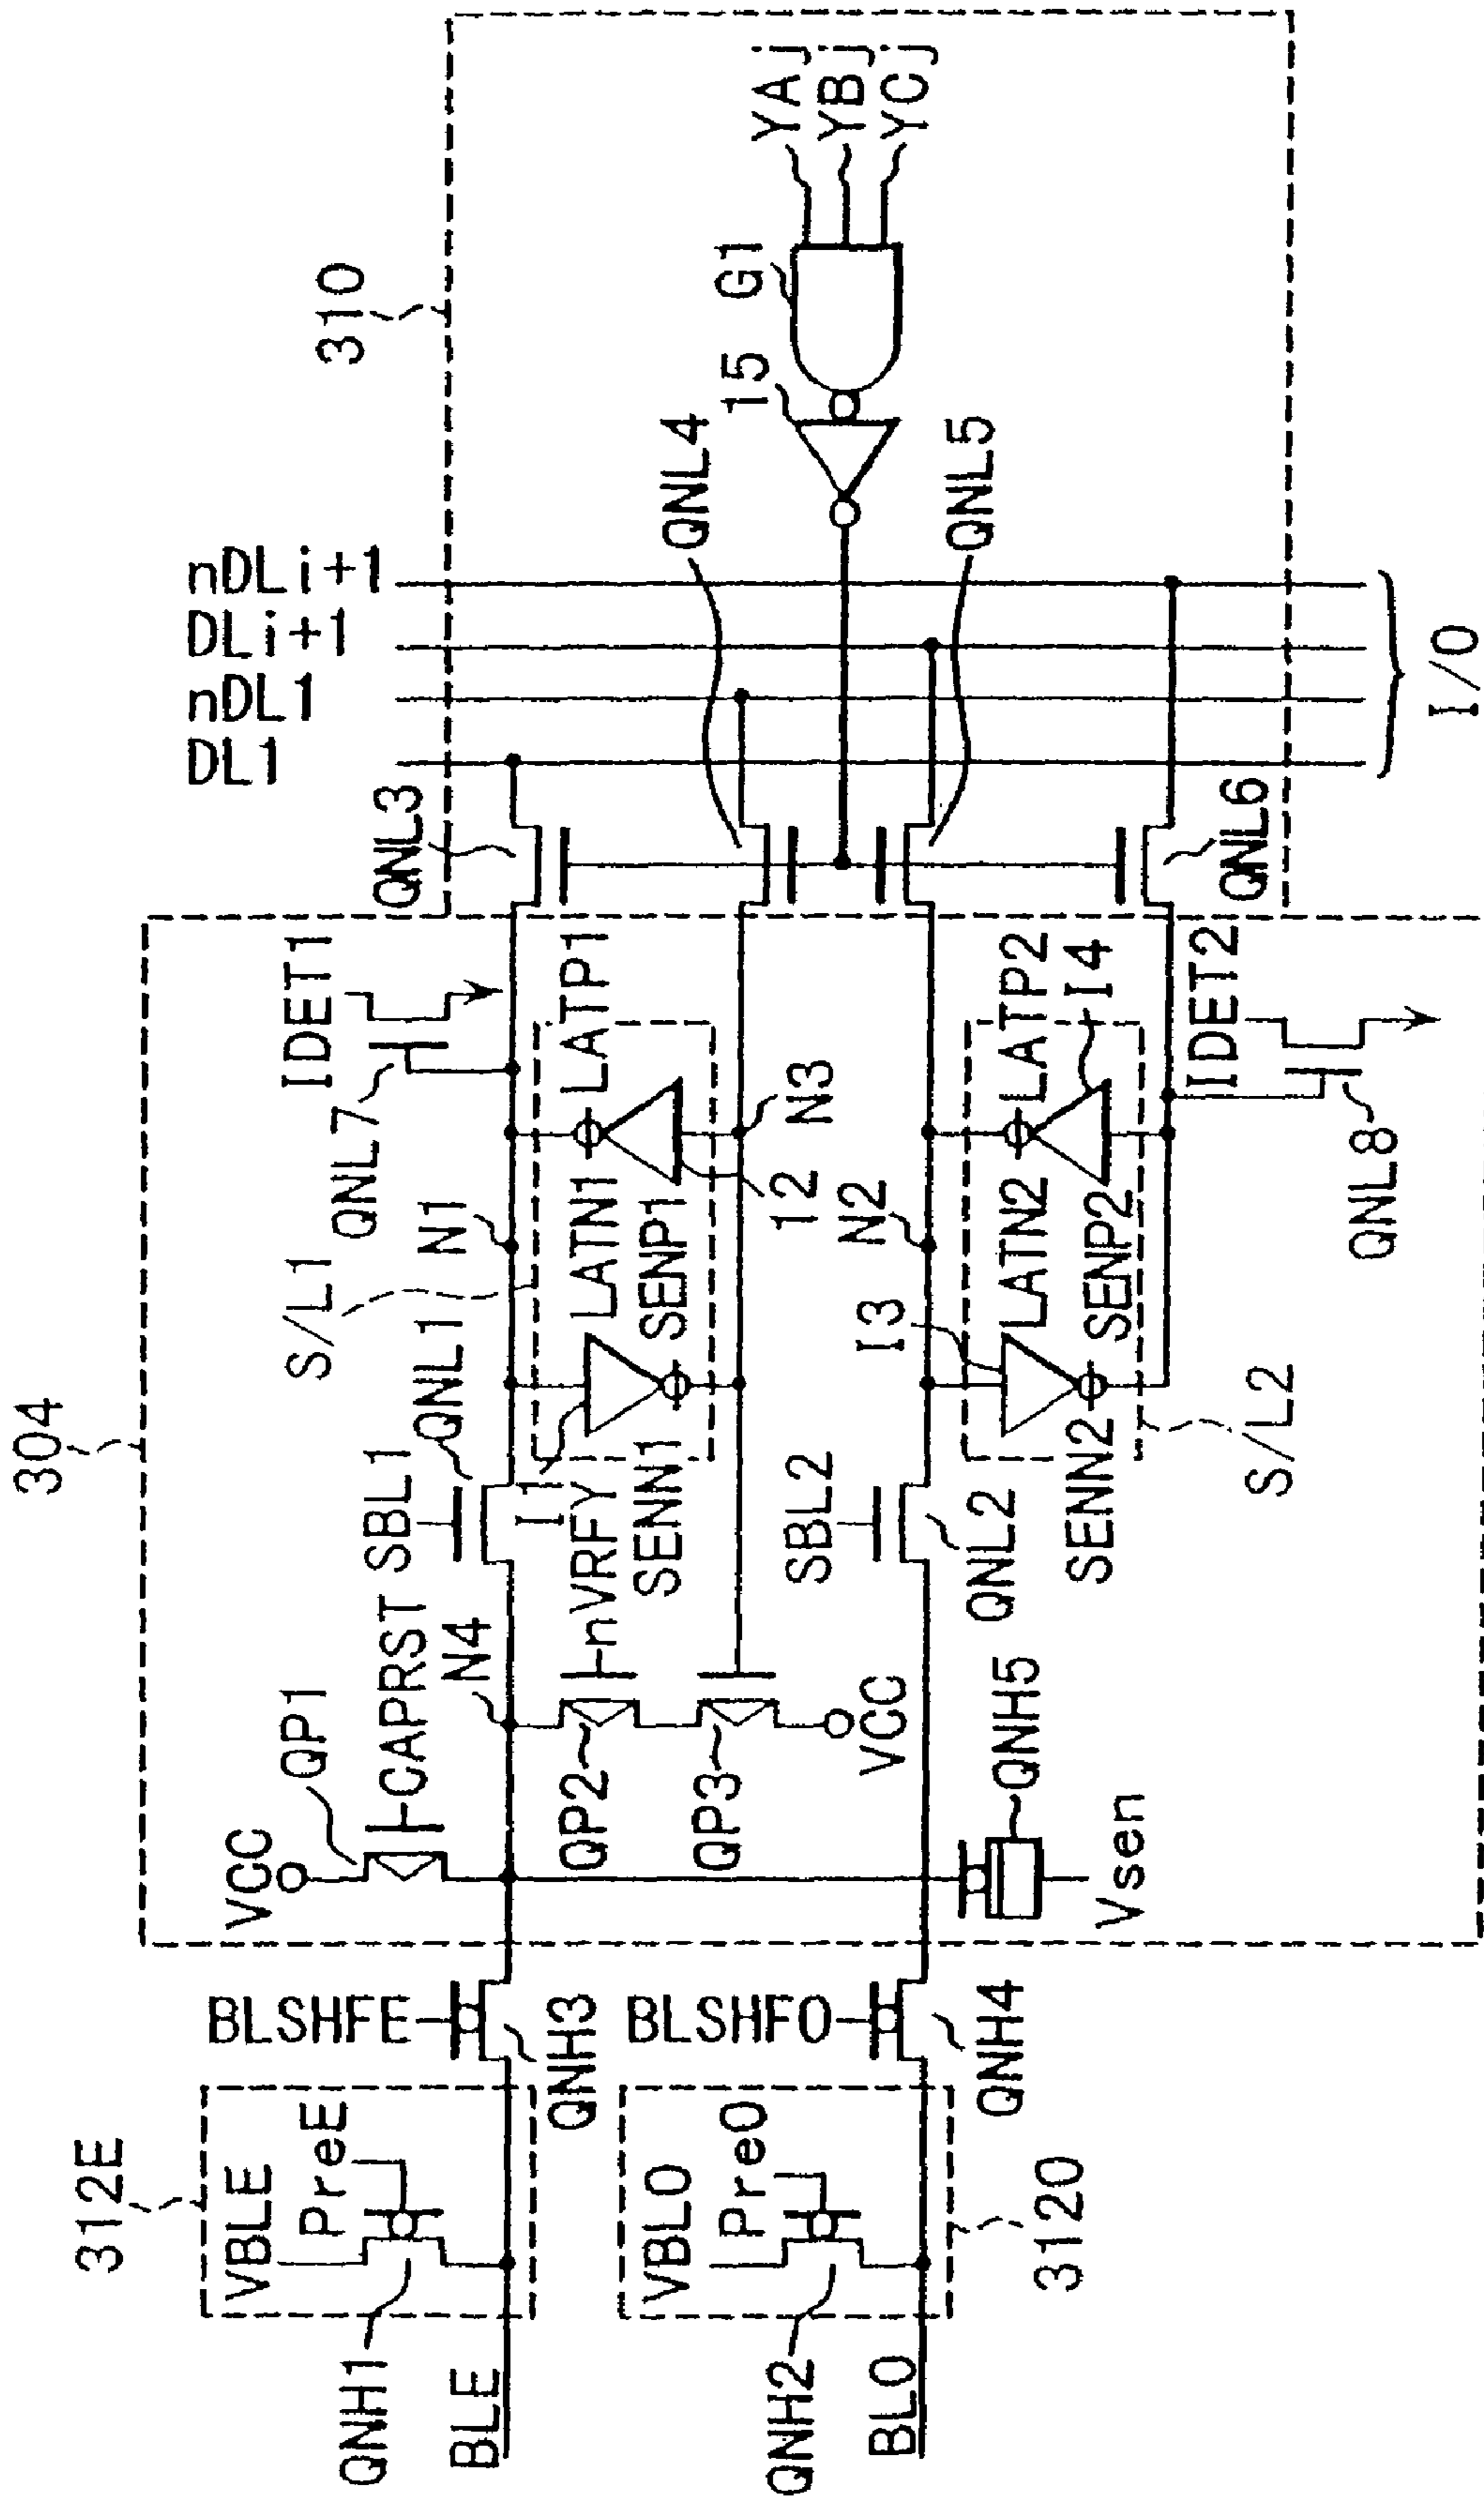 312E
QNH1
VBLE
PreE
BLE
QNH2
VBLO
PreO
BLO
312O
BLSHFE
QNH3
BLSHFO
QNH4
304
VCC
QP1
CAPRST
N4
SBL1
QNL1
S/L1
N1
QNL7
IDET1
QP2
nVRFY
QP3
VCC
I1
LATN1
LATP1
SENN1
SENP1
12
N3
SBL2
QNL2
I3
N2
LATN2
LATP2
I4
SENN2
SENP2
IDET2
S/L2
QNL8
QNH5
Vsen
310
QNL3
DL1
nDL1
DLi+1
nDLi+1
QNL4
15
G1
YAj
YBj
YCj
QNL5
QNL6
I/O